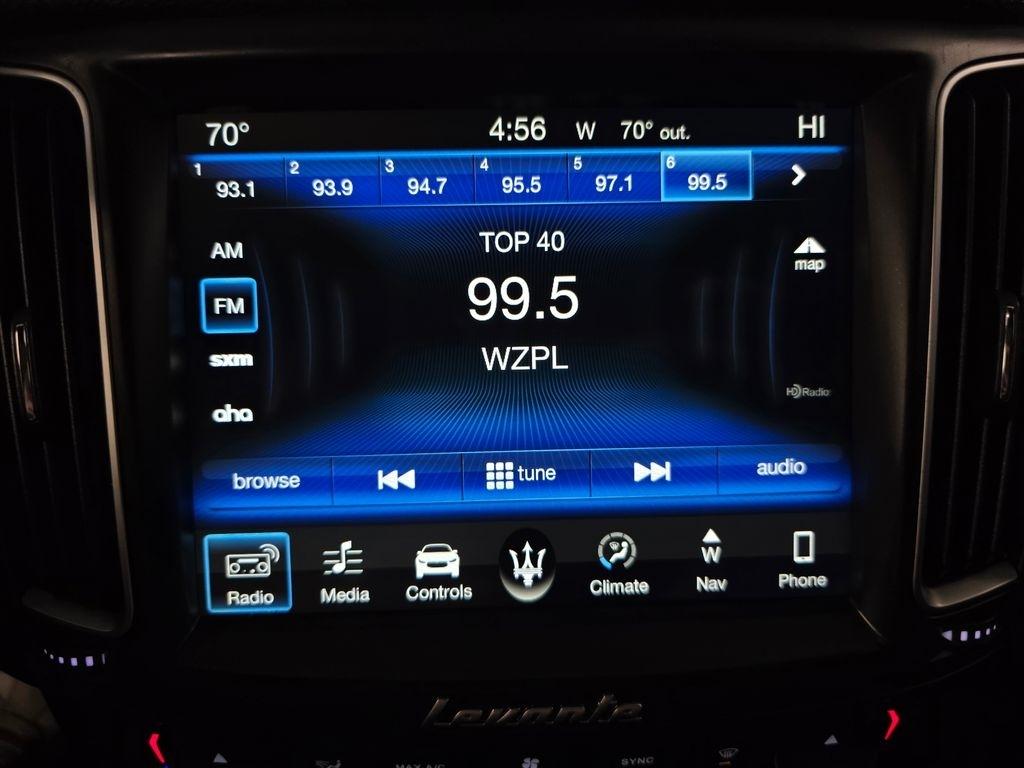 70° 4:56 W 70° out. HI
1 93.1 2 93.9 3 94.7 4 95.5 5 97.1 6 99.5
TOP 40
AM
map
99.5
FM
WZPL
sxm
HD Radio
aha
browse tune audio
W
Radio Media Controls Climate Nav Phone
Levante
MAX A/C SYNC